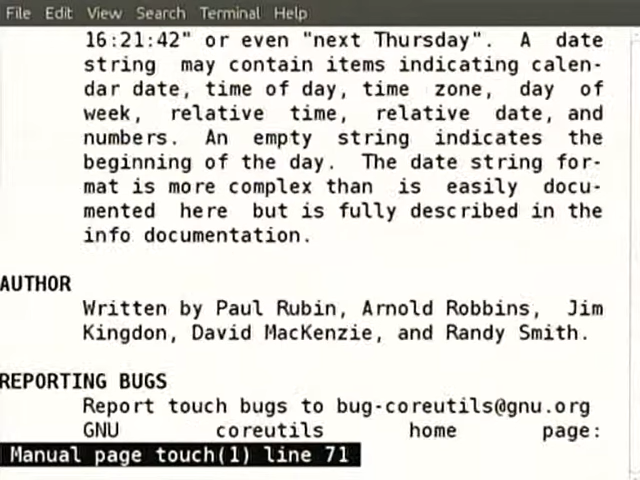 File Edit View Search Terminal Help
16:21:42" or even "next Thursday". A date
string may contain items indicating calen-
dar date, time of day, time zone, day of
week, relative time, relative date, and
numbers. An empty string indicates the
beginning of the day. The date string for-
mat is more complex than is easily docu-
mented here but is fully described in the
info documentation.
AUTHOR
Written by Paul Rubin, Arnold Robbins, Jim
Kingdon, David MacKenzie, and Randy Smith.
REPORTING BUGS
Report touch bugs to bug-coreutils@gnu.org
GNU coreutils home page:
Manual page touch(1) line 71